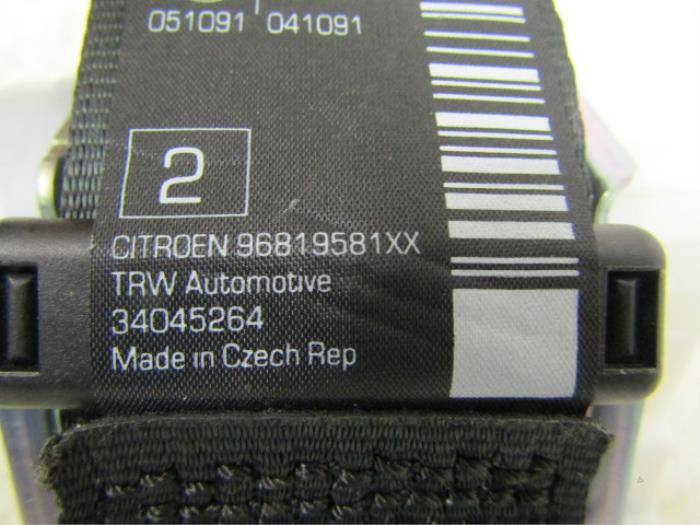 051091 041091
2
CITROEN 96819581XX
TRW Automotive
34045264
Made in Czech Rep